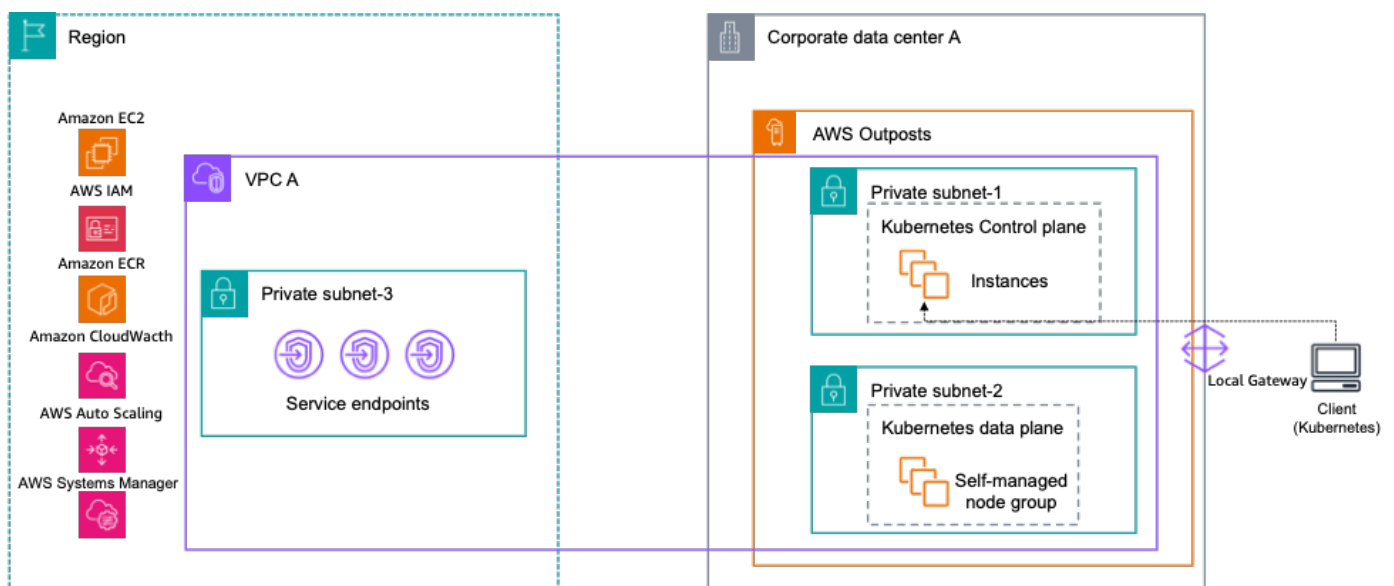 Region
Amazon EC2
AWS IAM
Amazon ECR
Amazon CloudWacth
AWS Auto Scaling
AWS Systems Manager
VPC A
Private subnet-3
Service endpoints
Corporate data center A
AWS Outposts
Private subnet-1
Kubernetes Control plane
Instances
Private subnet-2
Kubernetes data plane
Self-managed
node group
Local Gateway
Client
(Kubernetes)